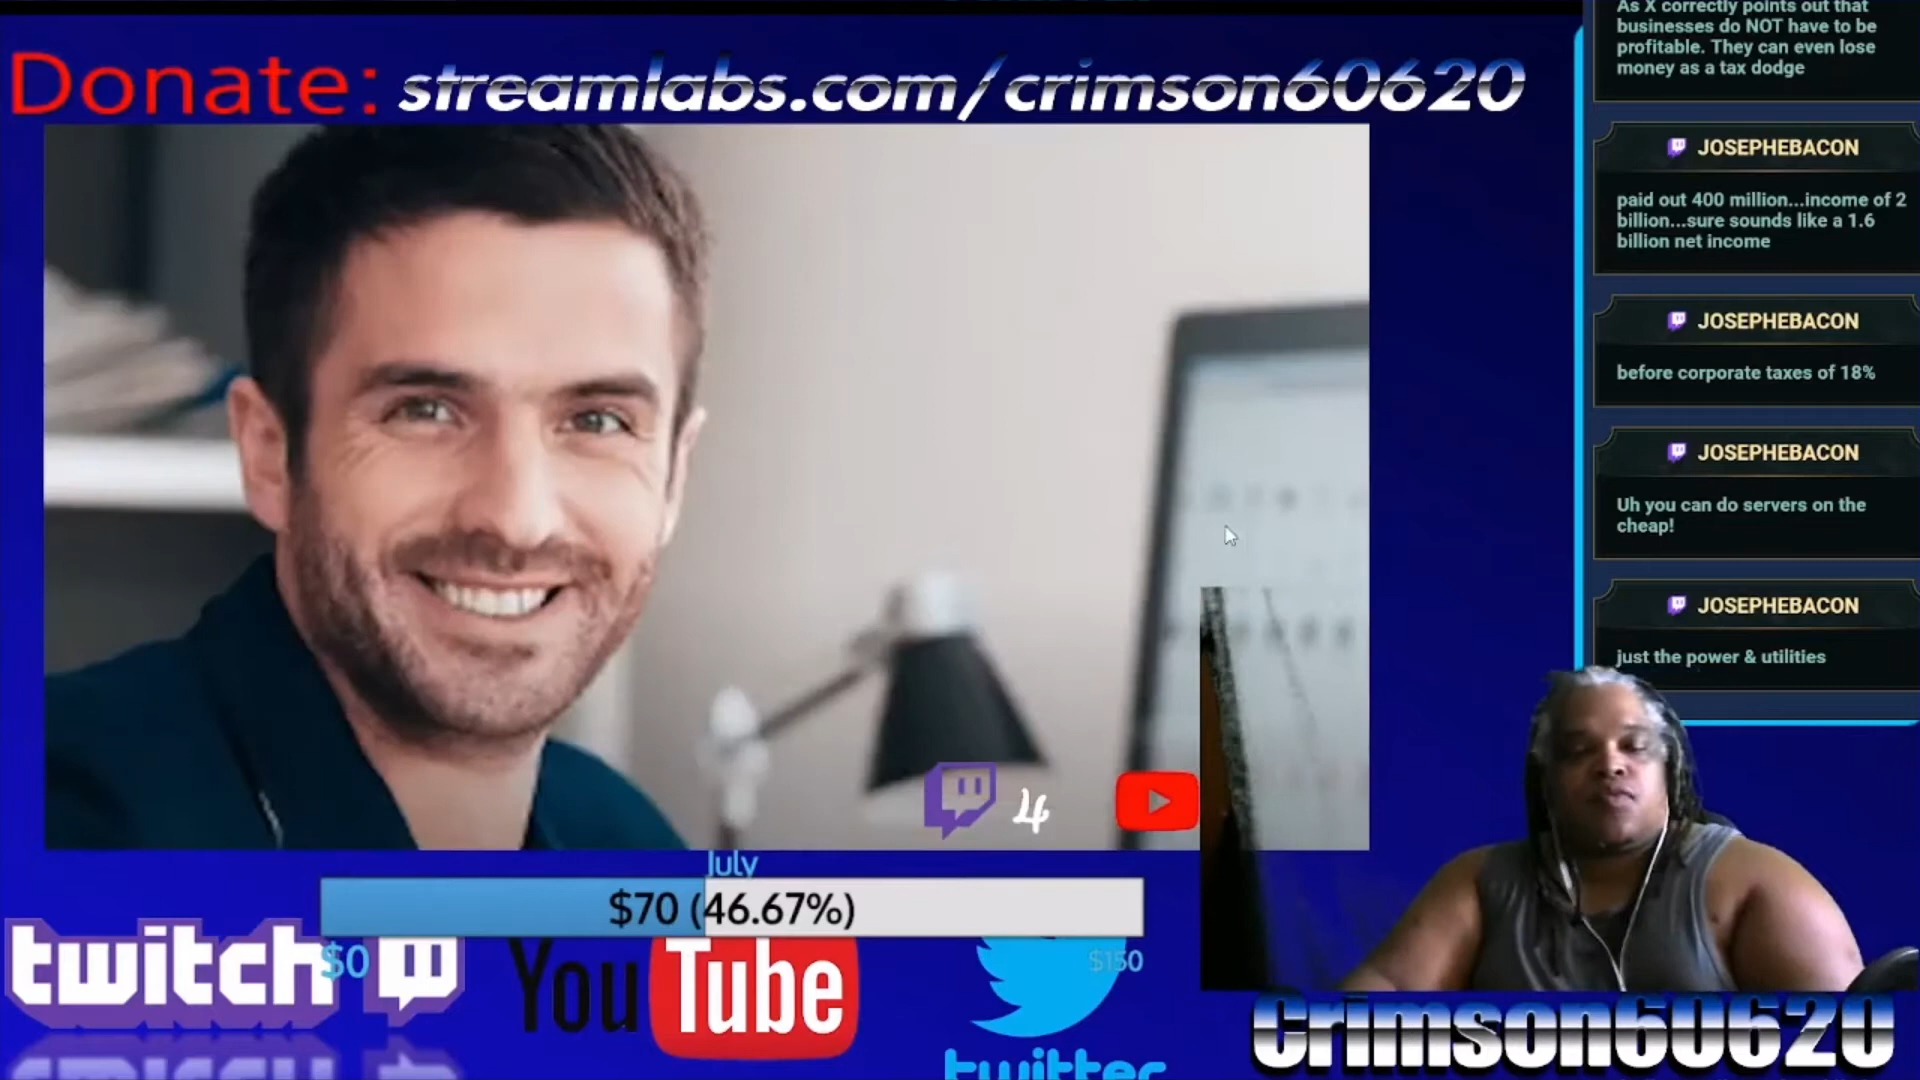 Donate: streamlabs.com/crimson60620
As X correctly points out that
businesses do NOT have to be
profitable. They can even lose
money as a tax dodge
JOSEPHEBACON
paid out 400 million...income of 2
billion...sure sounds like a 1.6
billion net income
JOSEPHEBACON
before corporate taxes of 18%
JOSEPHEBACON
Uh you can do servers on the
cheap!
JOSEPHEBACON
just the power & utilities
4
July
$70 (46.67%)
$0
$150
twitch
YouTube
twitter
Crimson60620